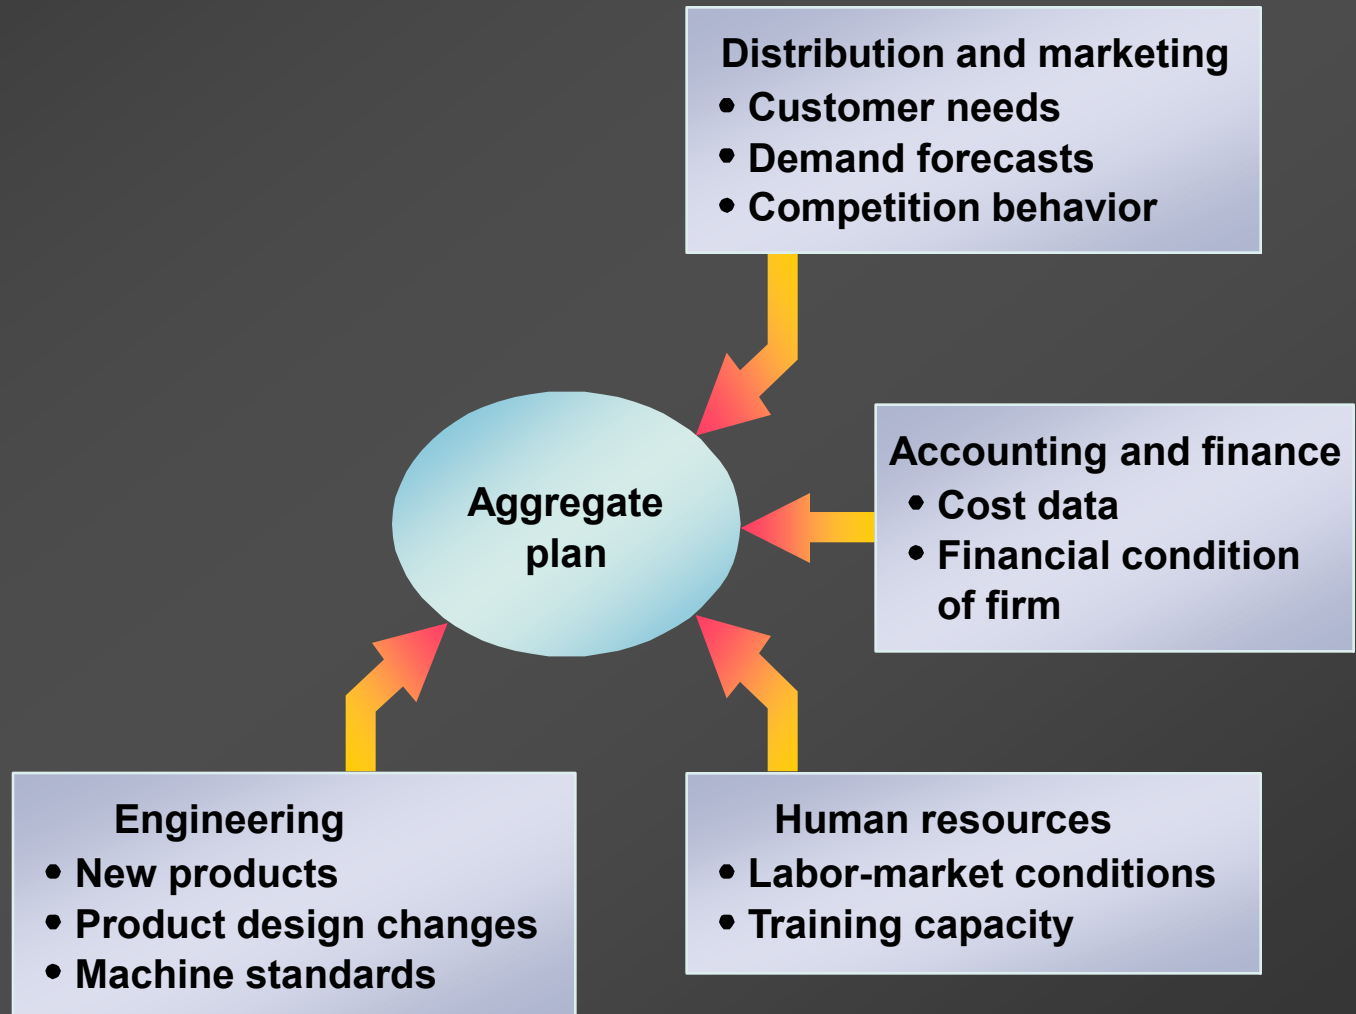 Distribution and marketing
• Customer needs
• Demand forecasts
• Competition behavior
Accounting and finance
• Cost data
• Financial condition
of firm
Aggregate
plan
Engineering
• New products
• Product design changes
• Machine standards
Human resources
• Labor-market conditions
• Training capacity